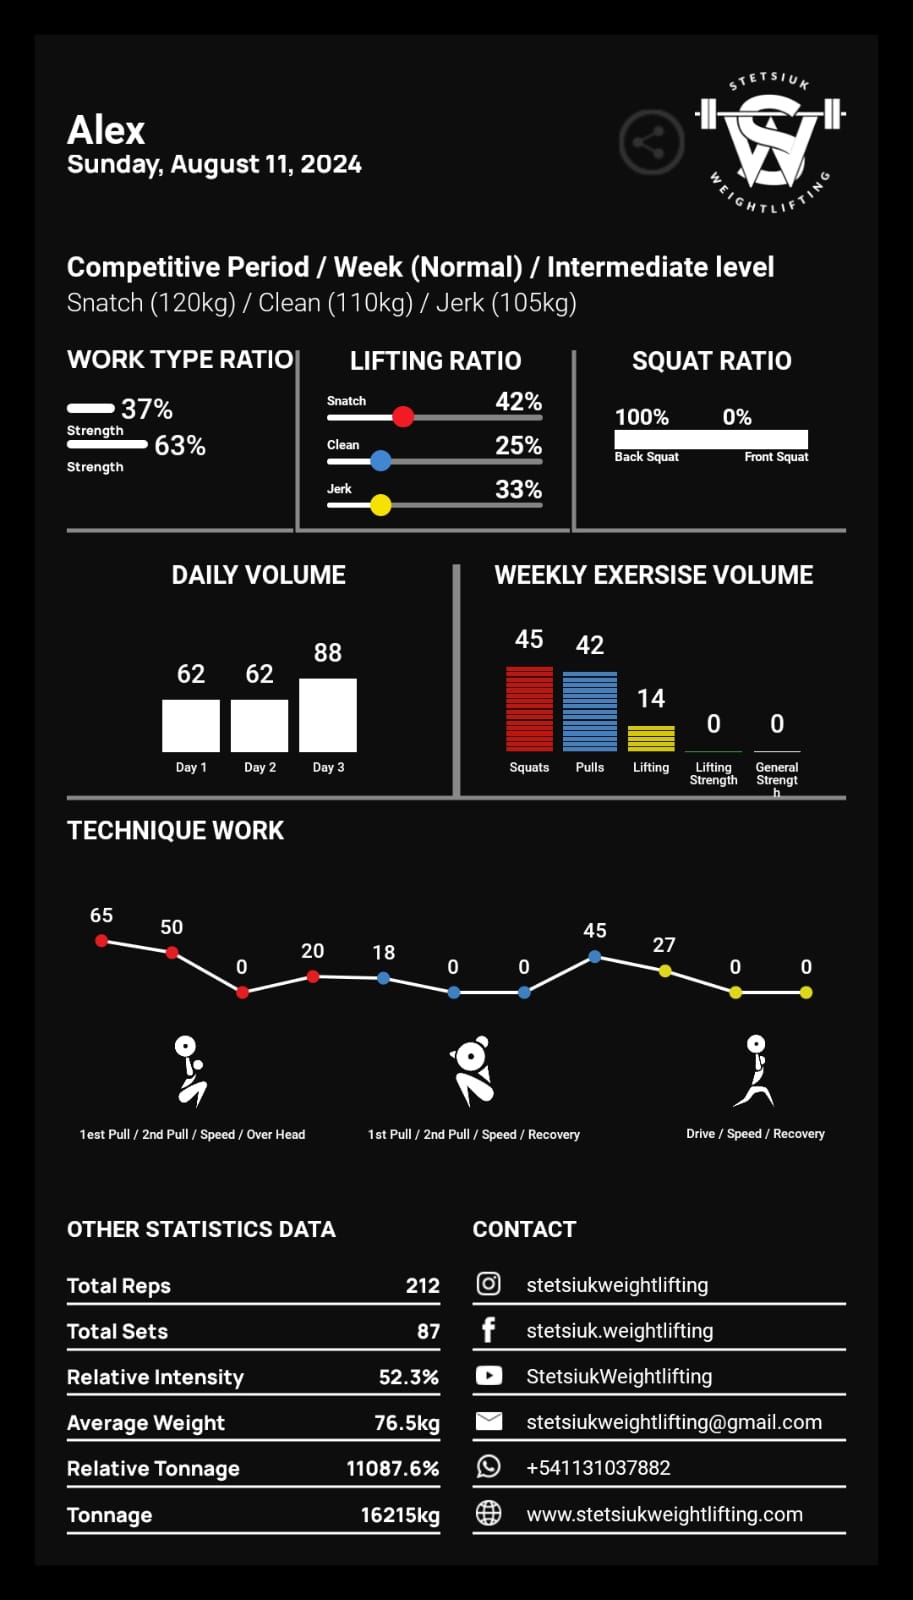 STETSIUK
WEIGHTLIFTING
Alex
Sunday, August 11, 2024
Competitive Period / Week (Normal) / Intermediate level
Snatch (120kg) / Clean (110kg) / Jerk (105kg)
WORK TYPE RATIO
37%
Strength
63%
Strength
LIFTING RATIO
Snatch 42%
Clean 25%
Jerk 33%
SQUAT RATIO
100% 0%
Back Squat Front Squat
DAILY VOLUME
62 62 88
Day 1 Day 2 Day 3
WEEKLY EXERSISE VOLUME
45 42 14 0 0
Squats Pulls Lifting Lifting General
Strength Strengt
h
TECHNIQUE WORK
65 50 0 20 18 0 0 45 27 0 0
1est Pull / 2nd Pull / Speed / Over Head
1st Pull / 2nd Pull / Speed / Recovery
Drive / Speed / Recovery
OTHER STATISTICS DATA
Total Reps 212
Total Sets 87
Relative Intensity 52.3%
Average Weight 76.5kg
Relative Tonnage 11087.6%
Tonnage 16215kg
CONTACT
stetsiukweightlifting
stetsiuk.weightlifting
StetsiukWeightlifting
stetsiukweightlifting@gmail.com
+541131037882
www.stetsiukweightlifting.com